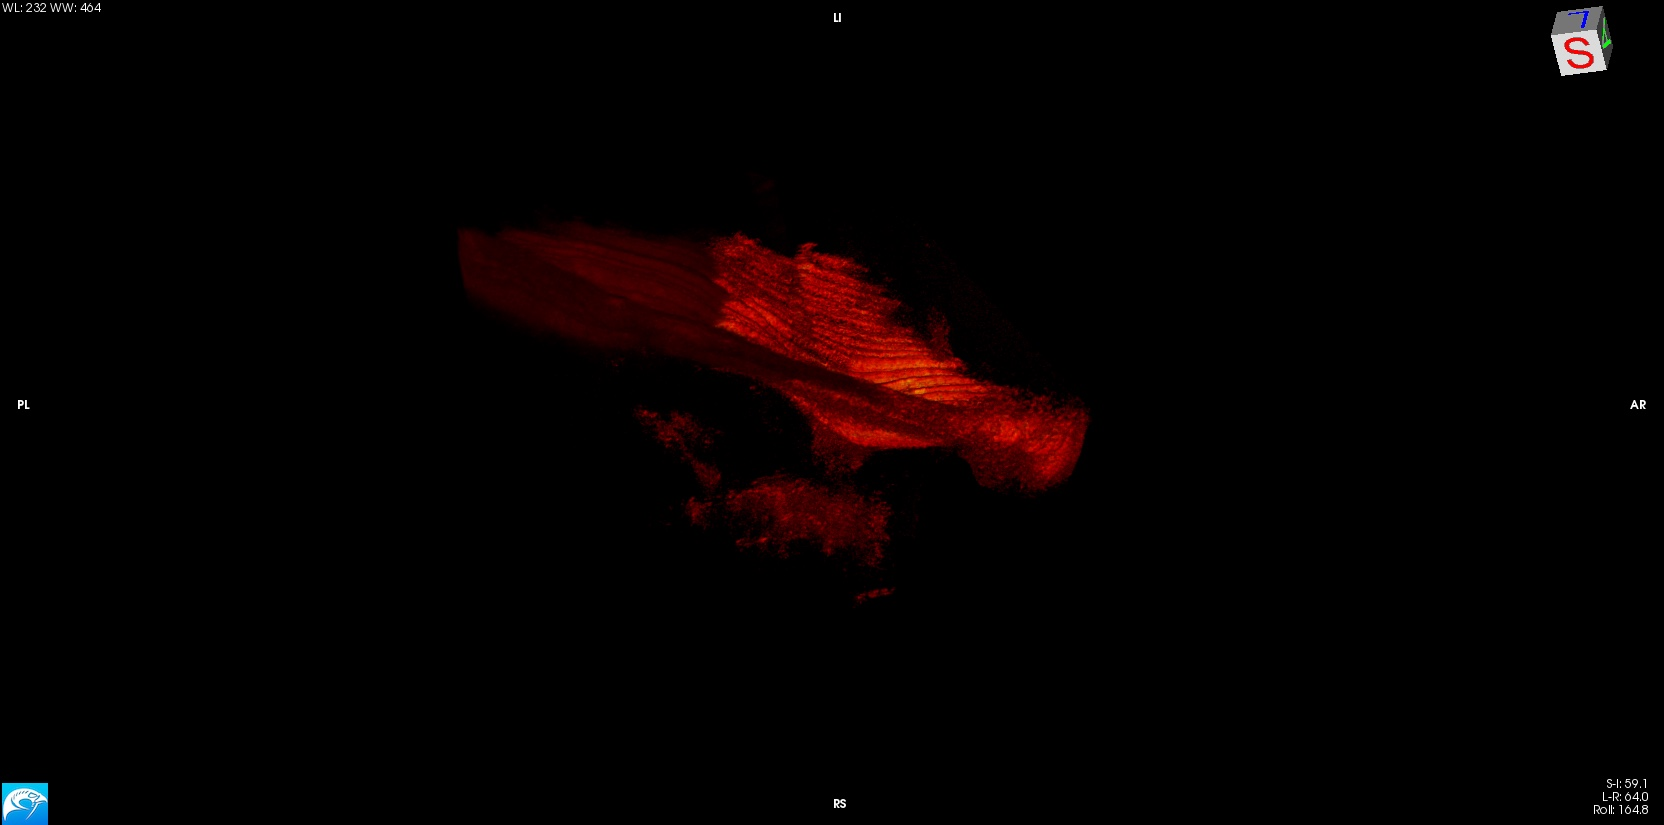 WL: 232 WW: 464
LI
L
S
A
PL
AR
S-I: 59.1
L-R: 64.0
RS
Roll: 164.8